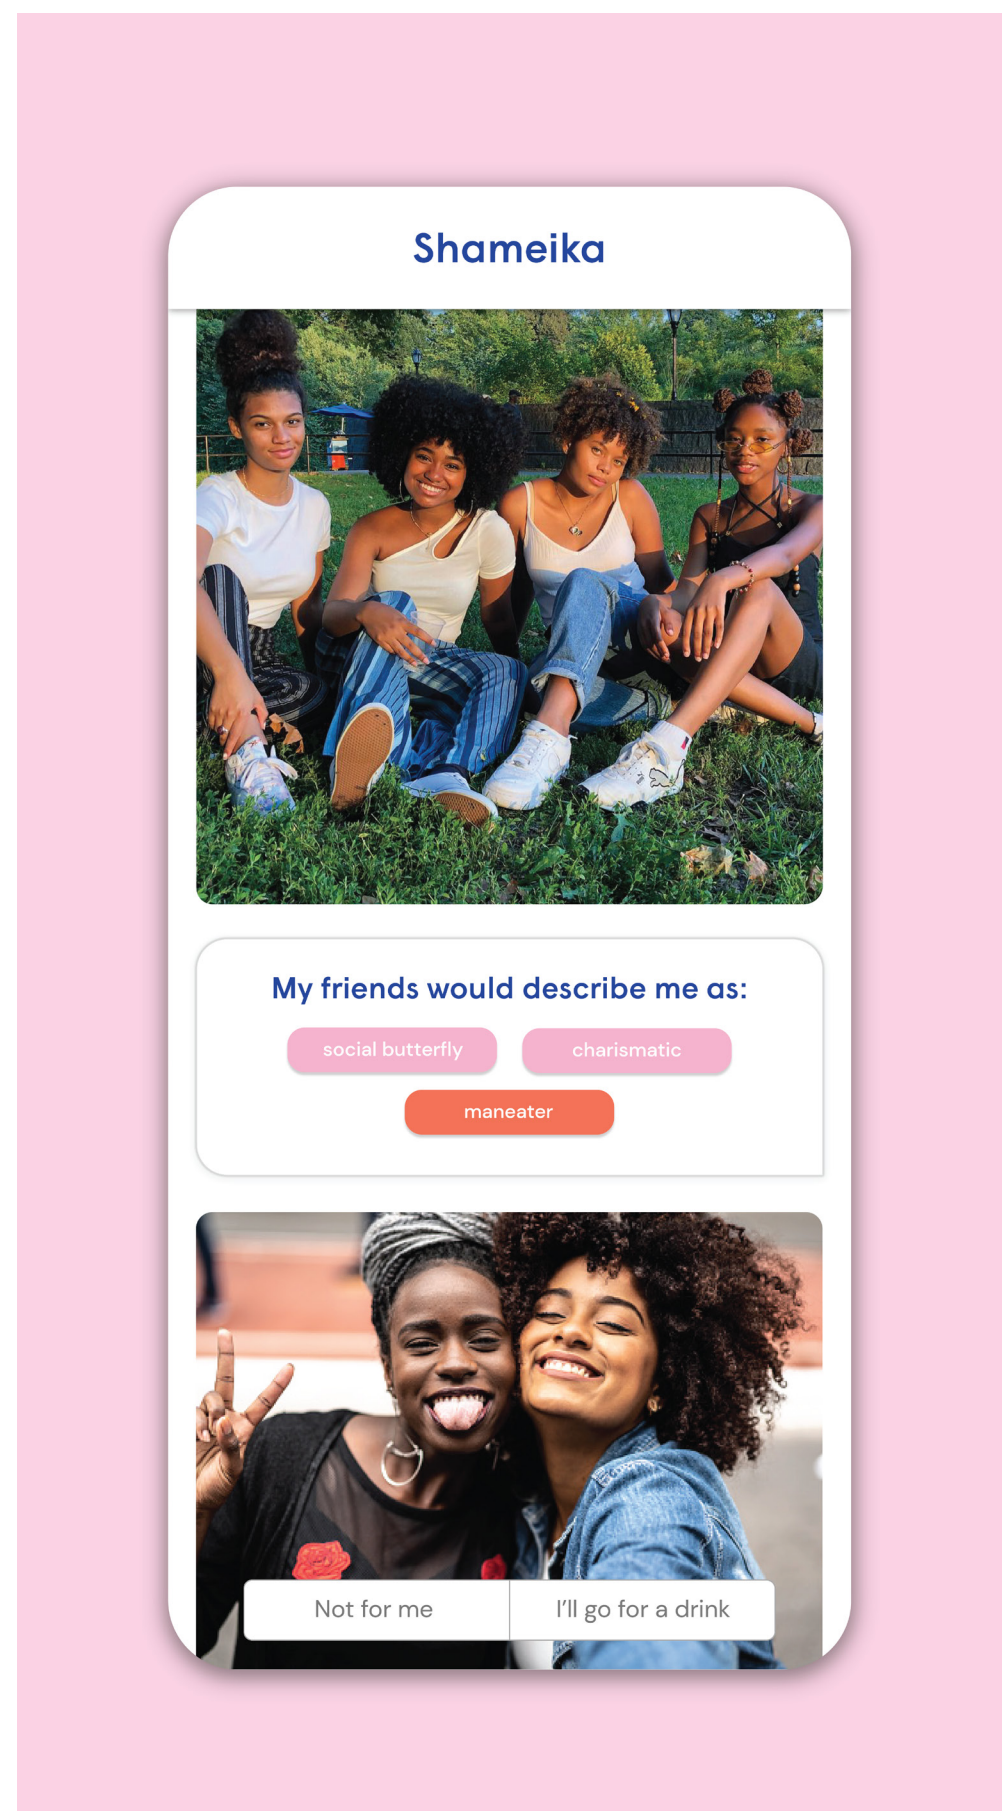 Shameika
My friends would describe me as:
social butterfly charismatic
maneater
Not for me I'll go for a drink